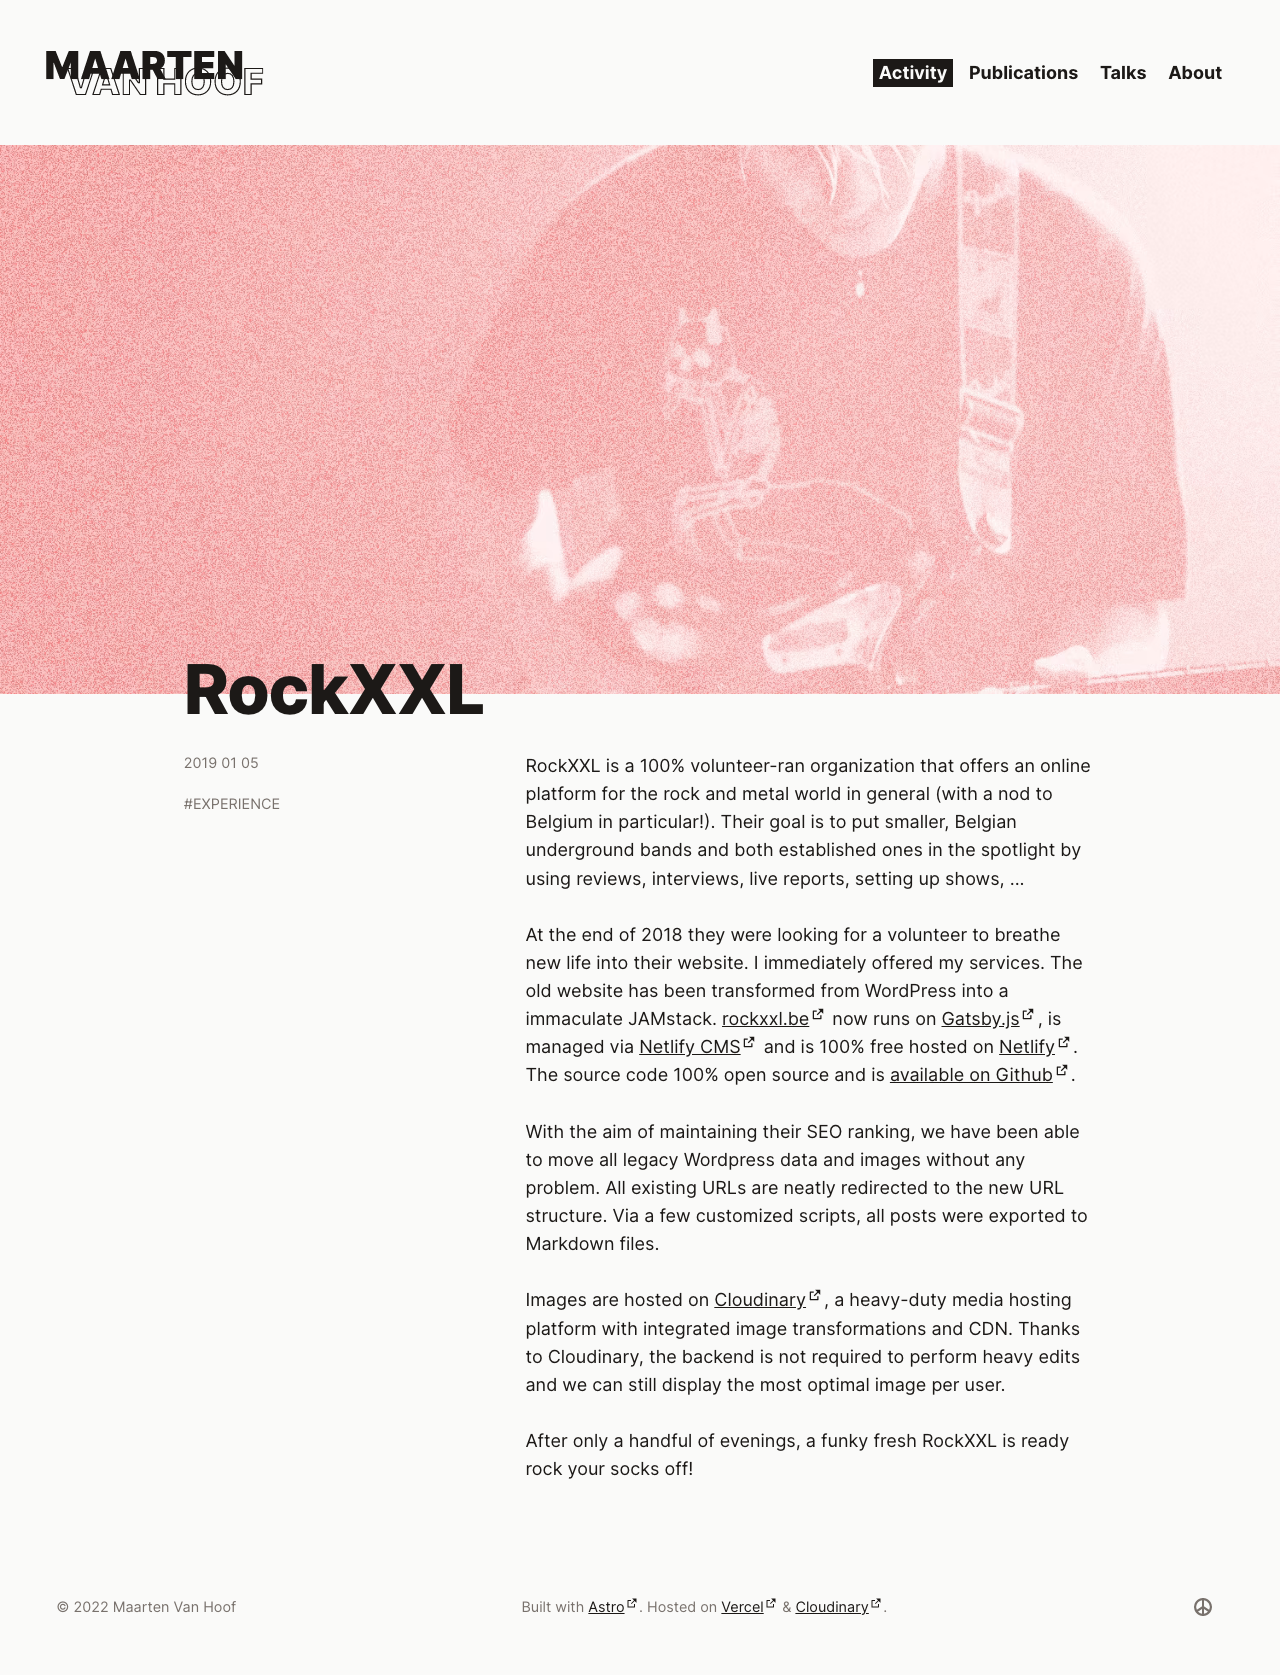 MAARTEN
VAN HOOF
Activity Publications Talks About
RockXXL
2019 01 05
#EXPERIENCE
RockXXL is a 100% volunteer-ran organization that offers an online
platform for the rock and metal world in general (with a nod to
Belgium in particular!). Their goal is to put smaller, Belgian
underground bands and both established ones in the spotlight by
using reviews, interviews, live reports, setting up shows, ...
At the end of 2018 they were looking for a volunteer to breathe
new life into their website. I immediately offered my services. The
old website has been transformed from WordPress into a
immaculate JAMstack. rockxxl.be now runs on Gatsby.js, is
managed via Netlify CMS and is 100% free hosted on Netlify.
The source code 100% open source and is available on Github.
With the aim of maintaining their SEO ranking, we have been able
to move all legacy Wordpress data and images without any
problem. All existing URLs are neatly redirected to the new URL
structure. Via a few customized scripts, all posts were exported to
Markdown files.
Images are hosted on Cloudinary, a heavy-duty media hosting
platform with integrated image transformations and CDN. Thanks
to Cloudinary, the backend is not required to perform heavy edits
and we can still display the most optimal image per user.
After only a handful of evenings, a funky fresh RockXXL is ready
rock your socks off!
© 2022 Maarten Van Hoof
Built with Astro. Hosted on Vercel & Cloudinary.